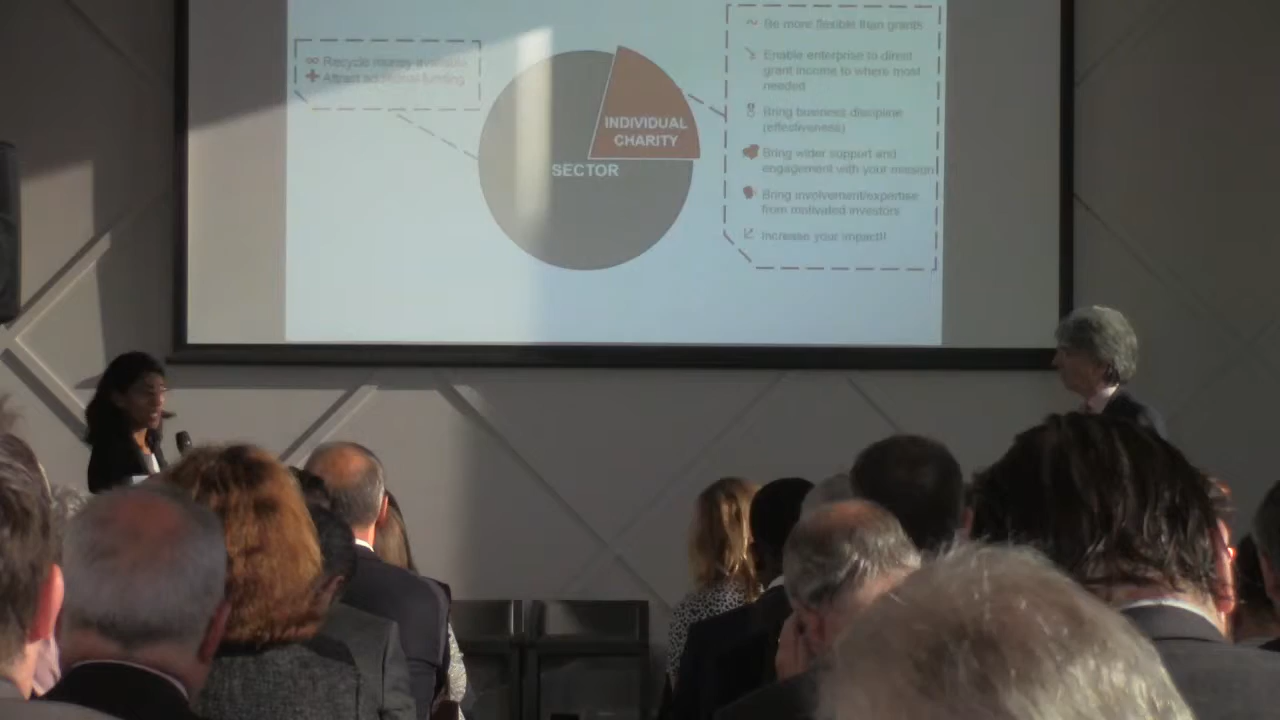 Recycle money available
Attract additional funding
INDIVIDUAL
CHARITY
SECTOR
Be more flexible than grants
Enable enterprise to direct
grant income to where most
needed
Bring business discipline
(effectiveness)
Bring wider support and
engagement with your mission
Bring involvement/expertise
from motivated investors
Increase your impact!!